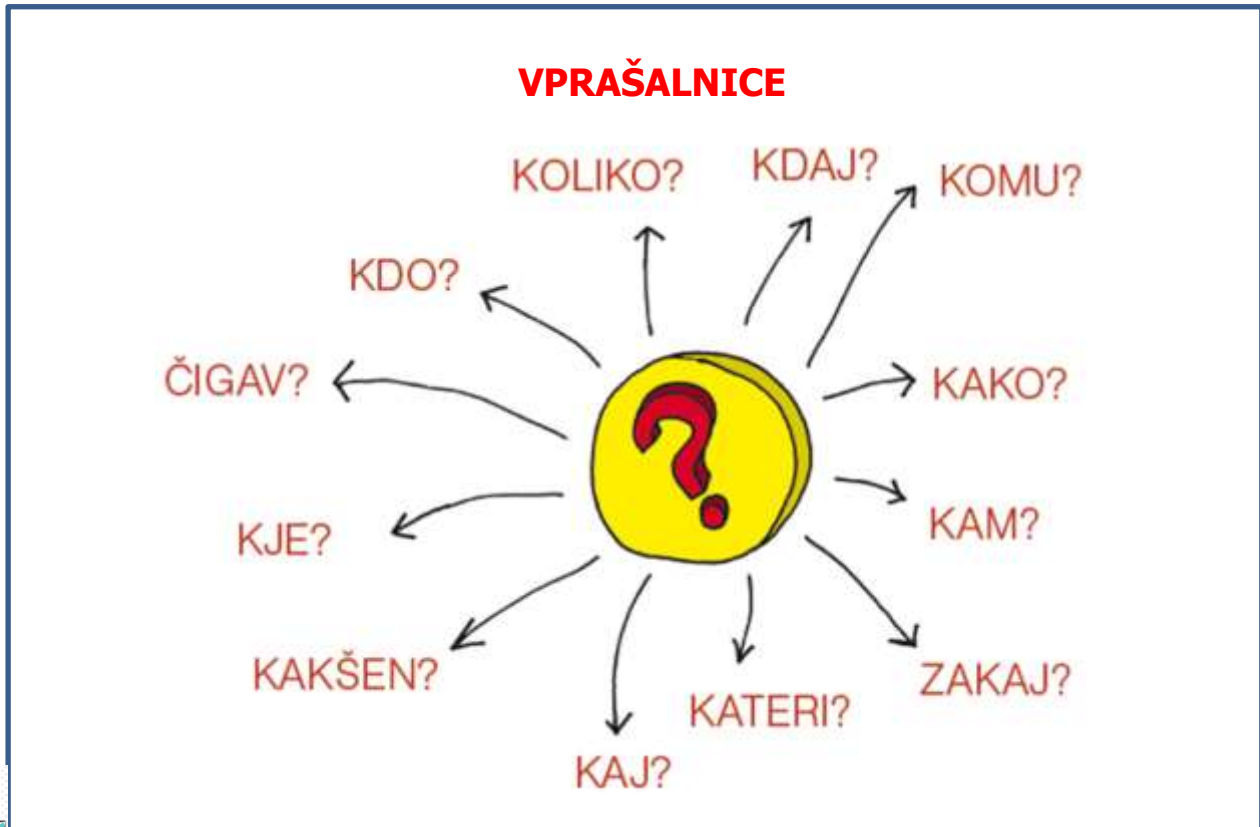 VPRAŠALNICE
KOLIKO?
KDAJ?
KOMU?
KDO?
ČIGAV?
KAKO?
KJE?
KAM?
KAKŠEN?
ZAKAJ?
KATERI?
KAJ?
?